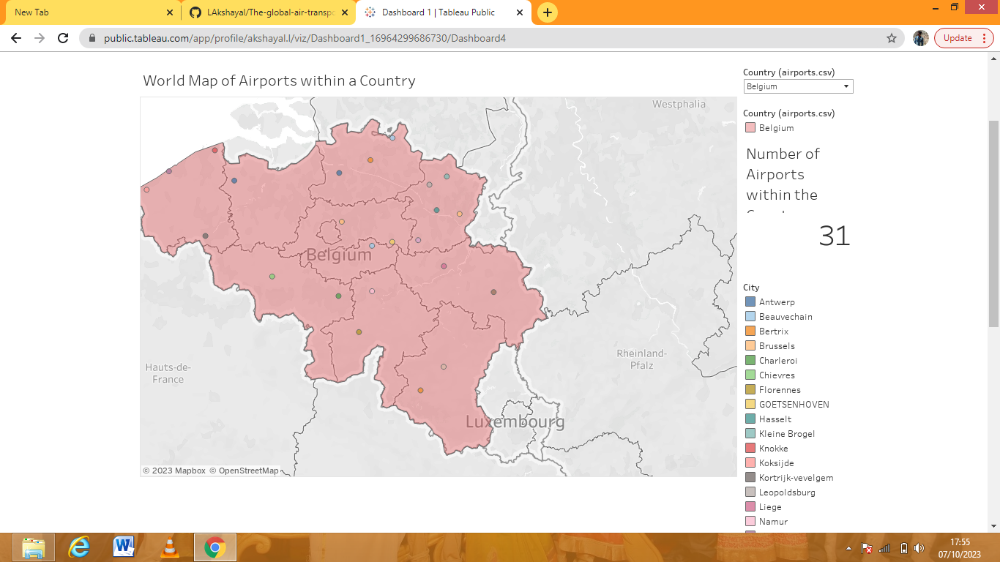 New Tab
LAkshayal/The-global-air-transpo
Dashboard 1 | Tableau Public
public.tableau.com/app/profile/akshayal.l/viz/Dashboard1_16964299686730/Dashboard4
Update
World Map of Airports within a Country
Westphalia
Belgium
Hauts-de-
France
Rheinland-
Pfalz
Luxembourg
© 2023 Mapbox © OpenStreetMap
Country (airports.csv)
Belgium
Country (airports.csv)
Belgium
Number of
Airports
within the
31
City
Antwerp
Beauvechain
Bertrix
Brussels
Charleroi
Chievres
Florennes
GOETSENHOVEN
Hasselt
Kleine Brogel
Knokke
Koksijde
Kortrijk-vevelgem
Leopoldsburg
Liege
Namur
17:55
07/10/2023